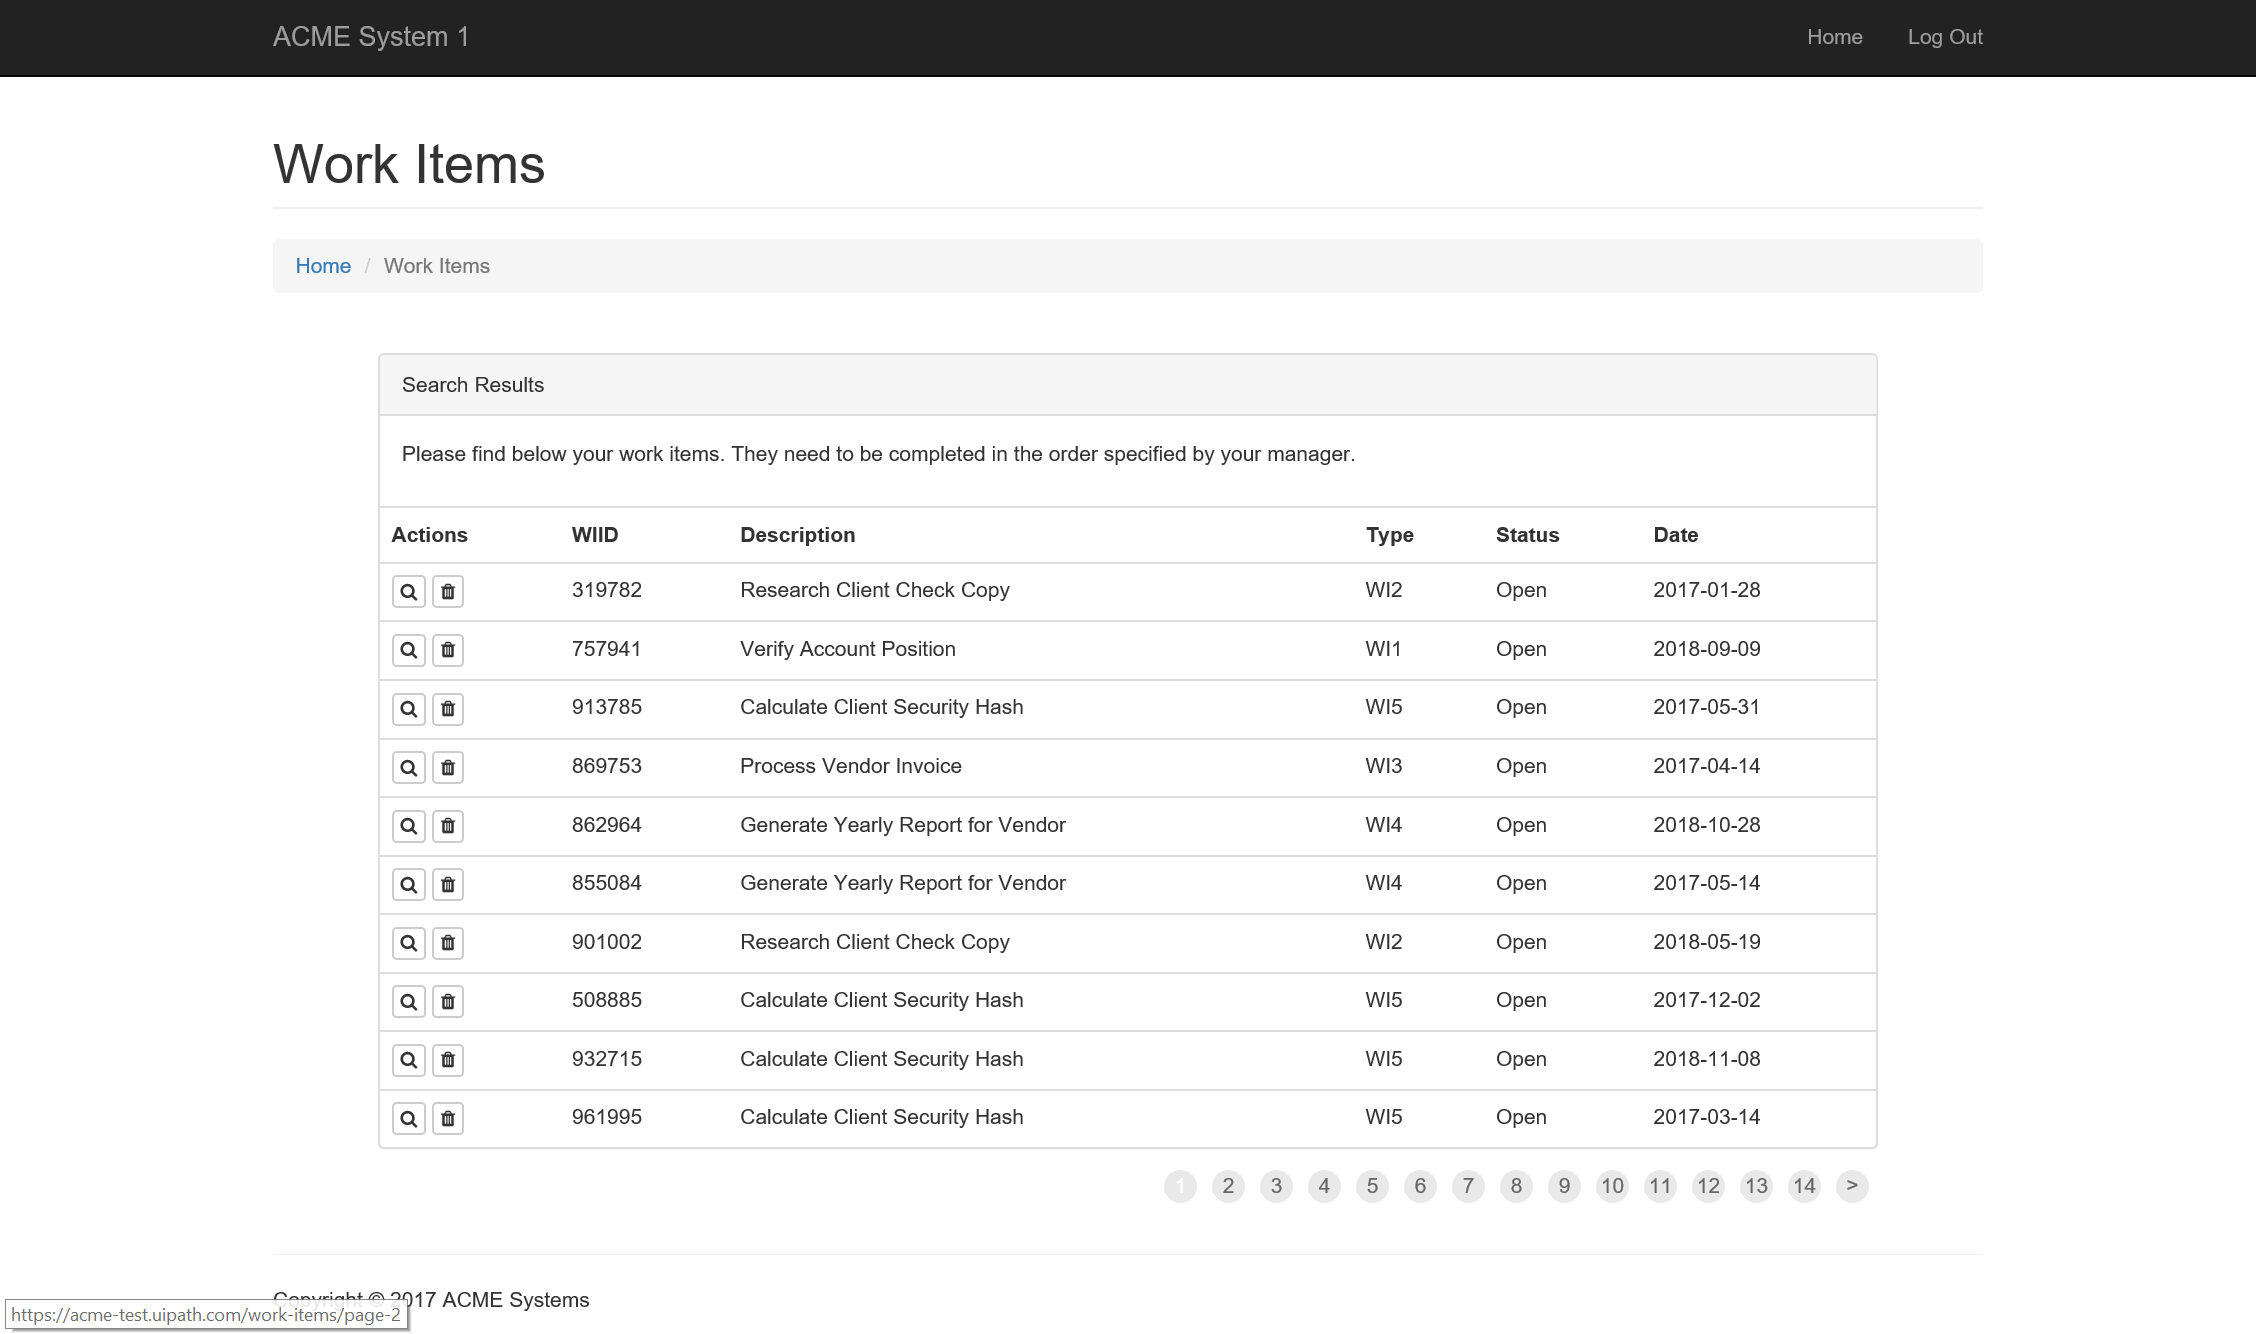 ACME System 1 Home Log Out
Work Items
Home / Work Items
Search Results
Please find below your work items. They need to be completed in the order specified by your manager.
Actions WIID Description Type Status Date
319782 Research Client Check Copy WI2 Open 2017-01-28
757941 Verify Account Position WI1 Open 2018-09-09
913785 Calculate Client Security Hash WI5 Open 2017-05-31
869753 Process Vendor Invoice WI3 Open 2017-04-14
862964 Generate Yearly Report for Vendor WI4 Open 2018-10-28
855084 Generate Yearly Report for Vendor WI4 Open 2017-05-14
901002 Research Client Check Copy WI2 Open 2018-05-19
508885 Calculate Client Security Hash WI5 Open 2017-12-02
932715 Calculate Client Security Hash WI5 Open 2018-11-08
961995 Calculate Client Security Hash WI5 Open 2017-03-14
1 2 3 4 5 6 7 8 9 10 11 12 13 14 >
Copyright © 2017 ACME Systems
https://acme-test.uipath.com/work-items/page-2